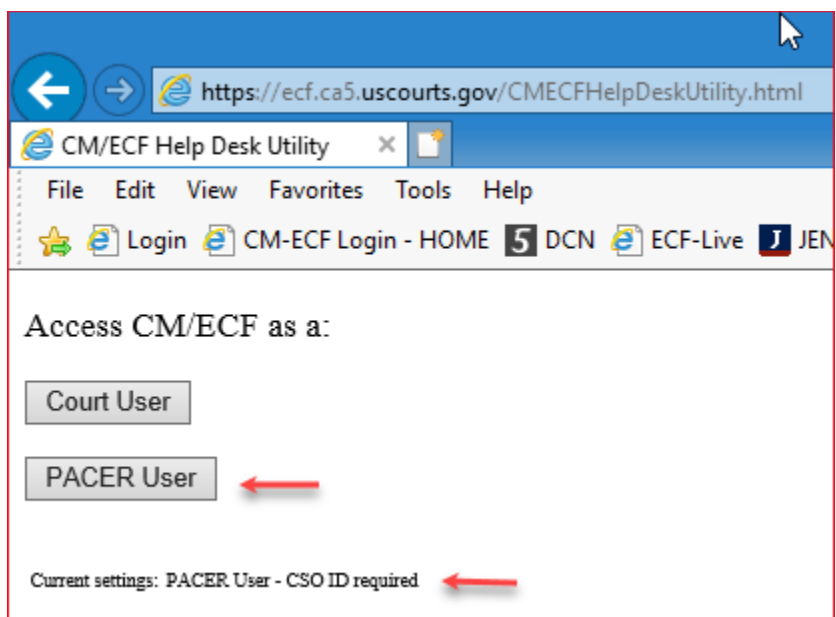 https://ecf.ca5.uscourts.gov/CMECFHelpDeskUtility.html
CM/ECF Help Desk Utility
File Edit View Favorites Tools Help
Login CM-ECF Login - HOME 5 DCN ECF-Live J JEN
Access CM/ECF as a:
Court User
PACER User
Current settings: PACER User - CSO ID required